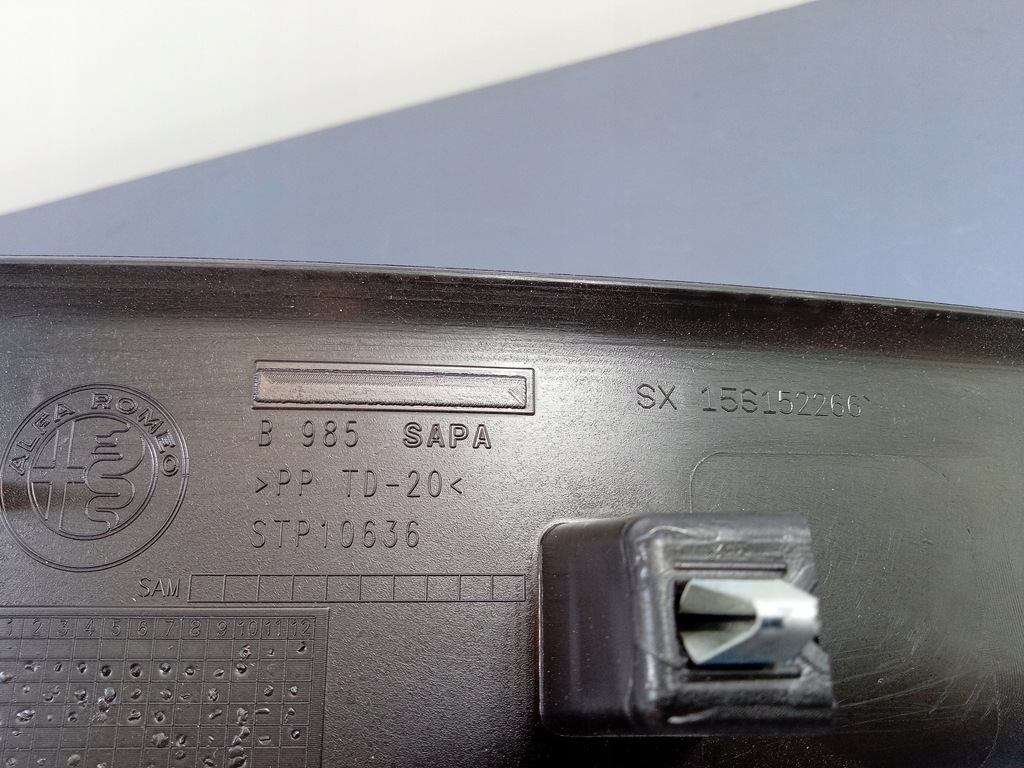 ALFA ROMEO
B 985 SAPA
SX 156152266
>PP TD-20<
STP10636
SAM
1 2 3 4 5 6 7 8 9 10 11 12